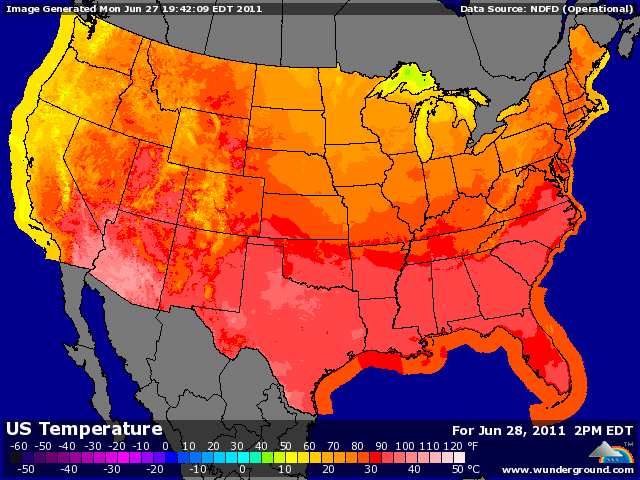 Image Generated Mon Jun 27 19:42:09 EDT 2011
Data Source: NDFD (Operational)
US Temperature
For Jun 28, 2011 2PM EDT
-60 -50 -40 -30 -20 -10 0 10 20 30 40 50 60 70 80 90 100 110 120 °F
-50 -40 -30 -20 -10 0 10 20 30 40 50 °C
TM
www.wunderground.com